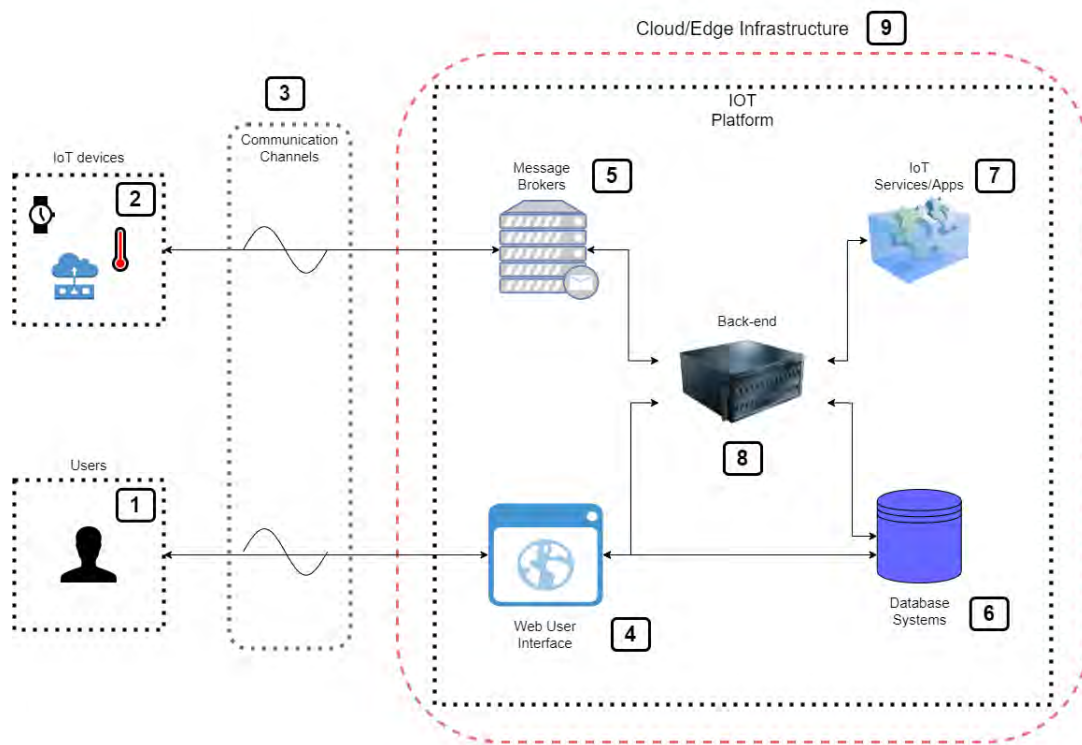 Cloud/Edge Infrastructure
9
3
IOT
Platform
Communication
Channels
IoT devices
2
Message
Brokers
5
IoT
Services/Apps
7
Back-end
8
Users
1
Web User
Interface
4
Database
Systems
6